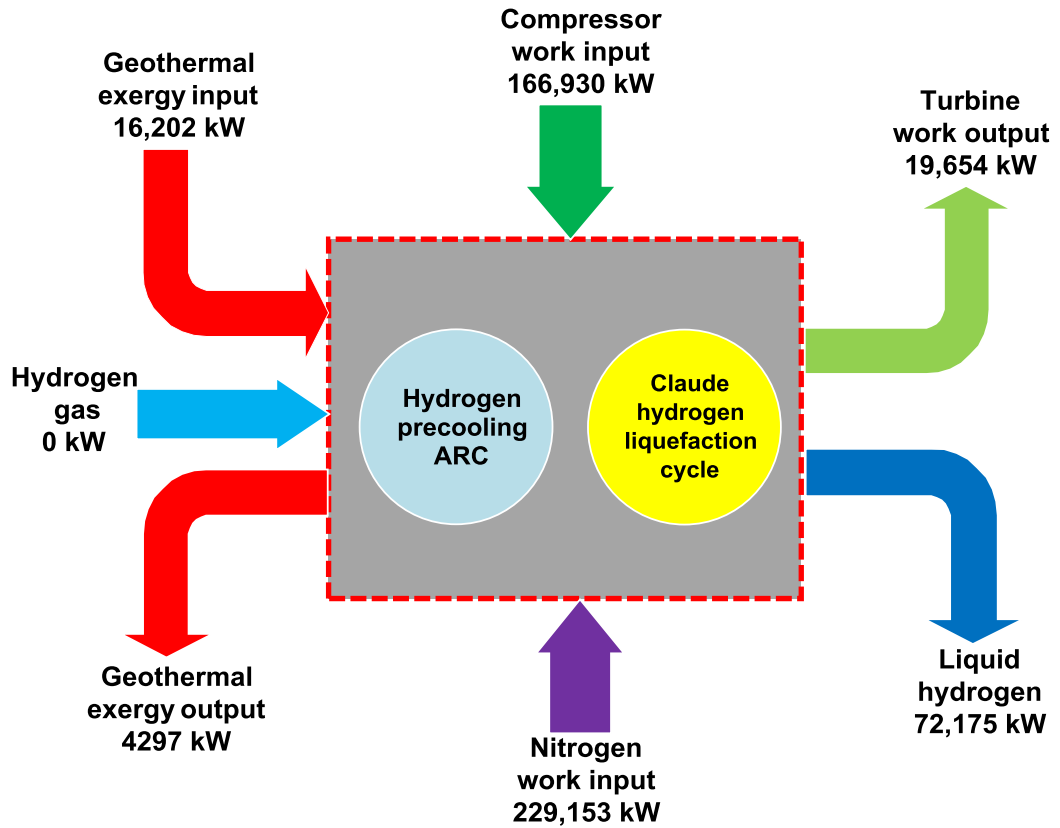 Compressor
work input
166,930 kW
Geothermal
exergy input
16,202 kW
Turbine
work output
19,654 kW
Hydrogen
gas
0 kW
Hydrogen
precooling
ARC
Claude
hydrogen
liquefaction
cycle
Geothermal
exergy output
4297 kW
Liquid
hydrogen
72,175 kW
Nitrogen
work input
229,153 kW